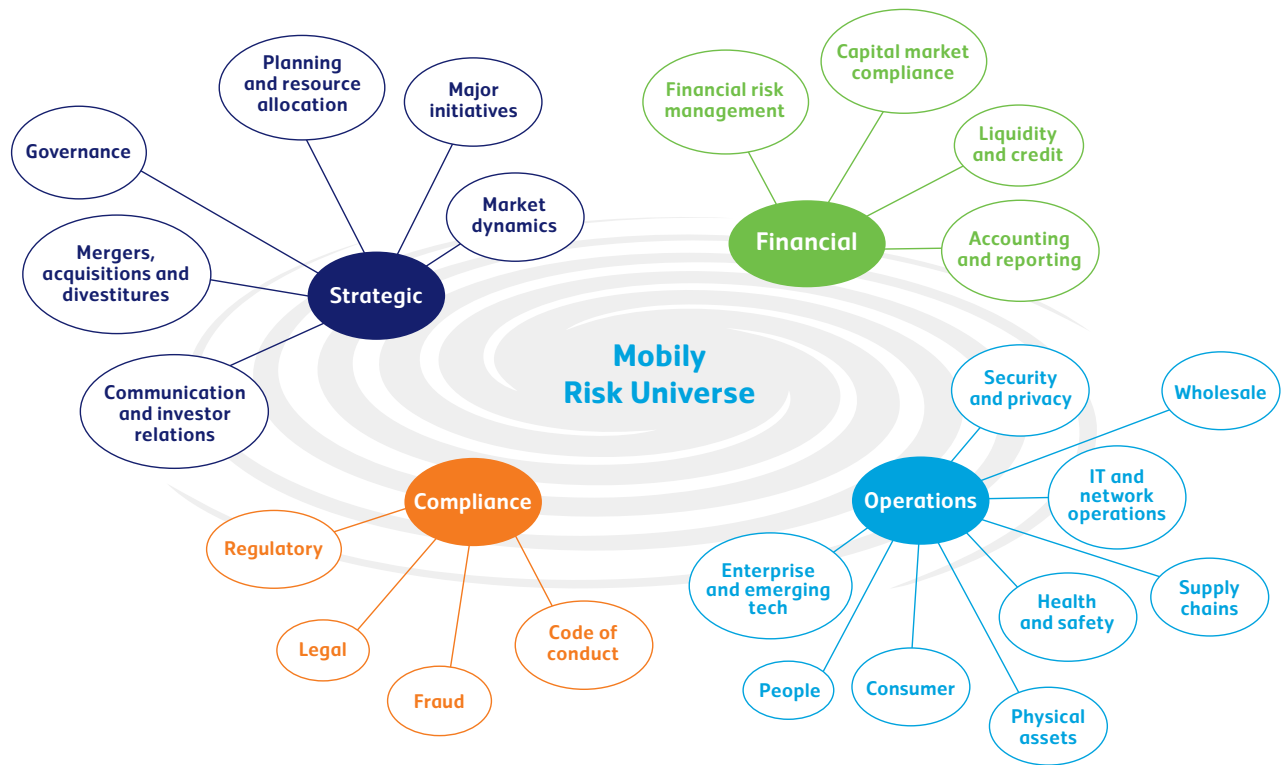 Planning
and resource
allocation
Major
initiatives
Governance
Market
dynamics
Mergers,
acquisitions and
divestitures
Strategic
Communication
and investor
relations
Capital market
compliance
Financial risk
management
Liquidity
and credit
Financial
Accounting
and reporting
Mobily
Risk Universe
Compliance
Regulatory
Legal
Fraud
Code of
conduct
Security
and privacy
Wholesale
Operations
IT and
network
operations
Enterprise
and emerging
tech
Health
and safety
Supply
chains
People
Consumer
Physical
assets